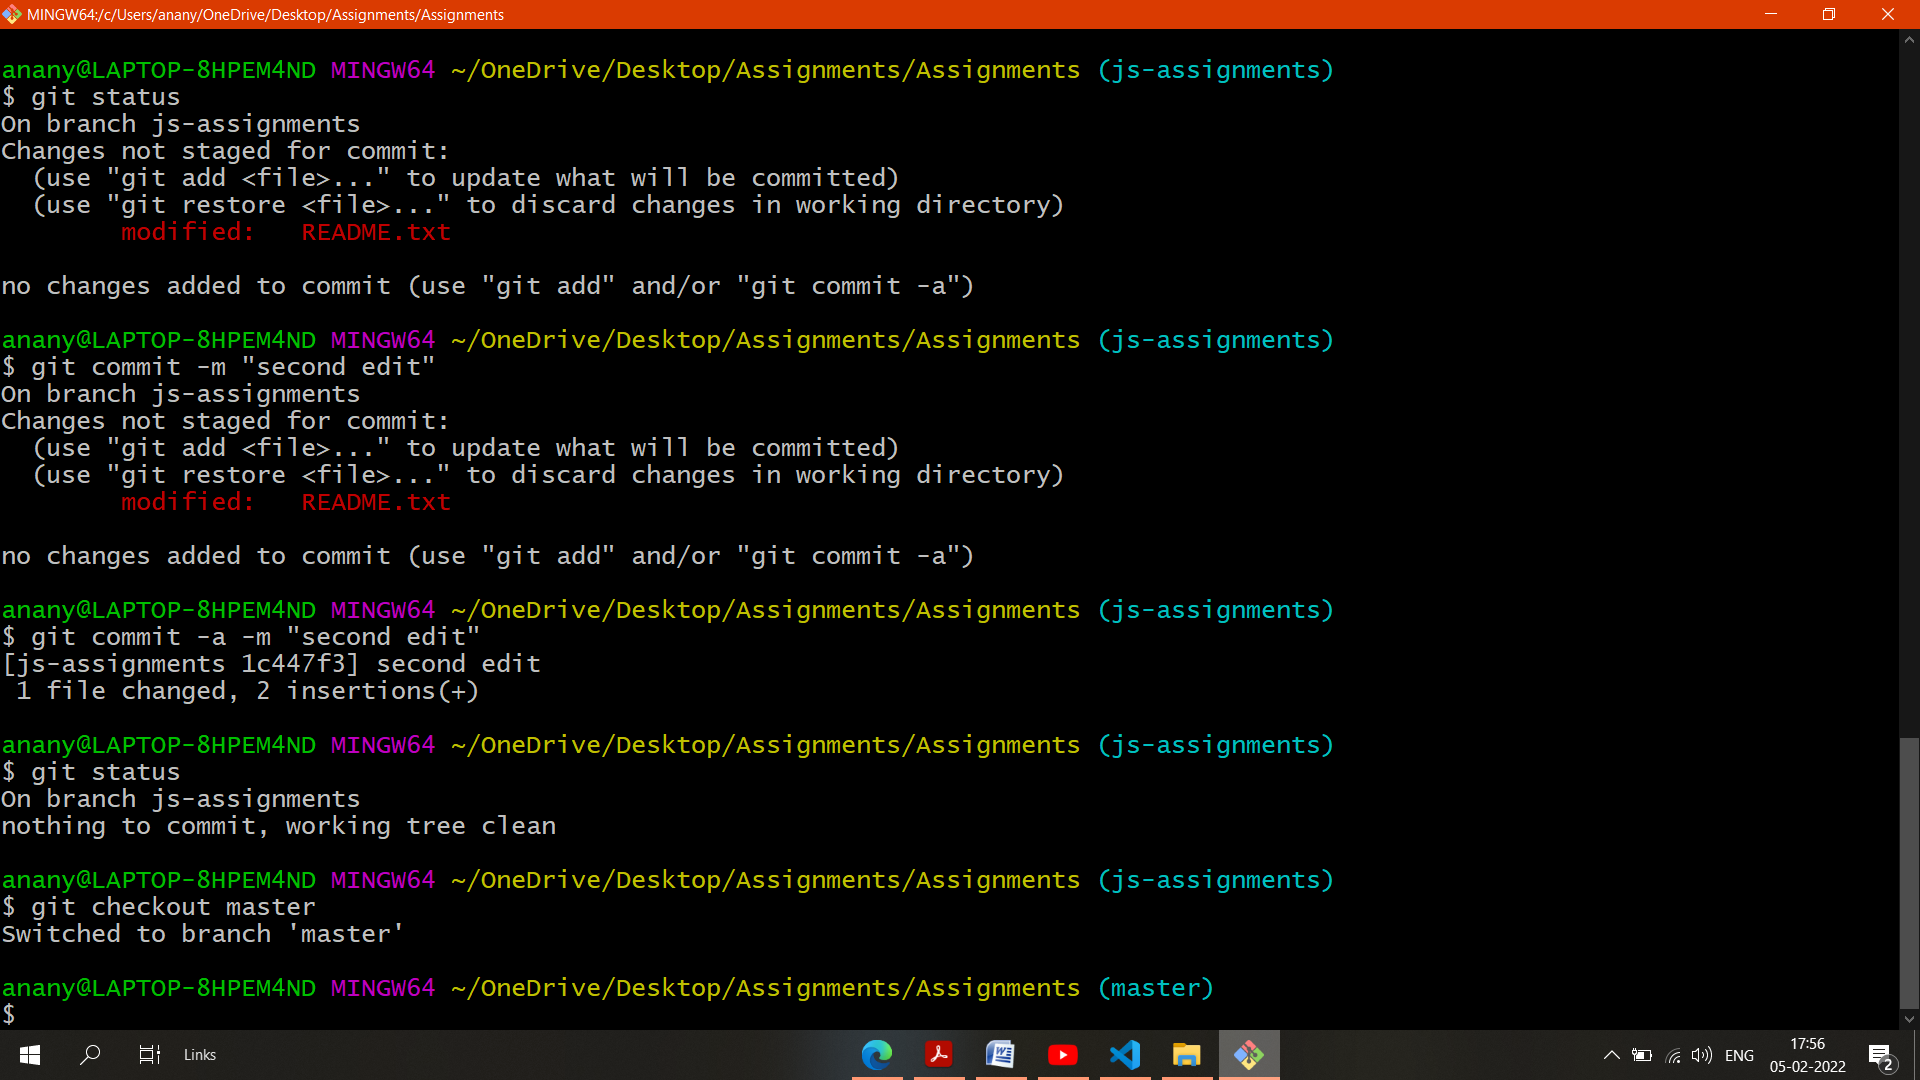 MINGW64:/c/Users/anany/OneDrive/Desktop/Assignments/Assignments
anany@LAPTOP-8HPEM4ND MINGW64 ~/OneDrive/Desktop/Assignments/Assignments (js-assignments)
$ git status
On branch js-assignments
Changes not staged for commit:
  (use "git add <file>..." to update what will be committed)
  (use "git restore <file>..." to discard changes in working directory)
        modified:   README.txt
no changes added to commit (use "git add" and/or "git commit -a")
anany@LAPTOP-8HPEM4ND MINGW64 ~/OneDrive/Desktop/Assignments/Assignments (js-assignments)
$ git commit -m "second edit"
On branch js-assignments
Changes not staged for commit:
  (use "git add <file>..." to update what will be committed)
  (use "git restore <file>..." to discard changes in working directory)
        modified:   README.txt
no changes added to commit (use "git add" and/or "git commit -a")
anany@LAPTOP-8HPEM4ND MINGW64 ~/OneDrive/Desktop/Assignments/Assignments (js-assignments)
$ git commit -a -m "second edit"
[js-assignments 1c447f3] second edit
 1 file changed, 2 insertions(+)
anany@LAPTOP-8HPEM4ND MINGW64 ~/OneDrive/Desktop/Assignments/Assignments (js-assignments)
$ git status
On branch js-assignments
nothing to commit, working tree clean
anany@LAPTOP-8HPEM4ND MINGW64 ~/OneDrive/Desktop/Assignments/Assignments (js-assignments)
$ git checkout master
Switched to branch 'master'
anany@LAPTOP-8HPEM4ND MINGW64 ~/OneDrive/Desktop/Assignments/Assignments (master)
$
Links
ENG
17:56
05-02-2022
2